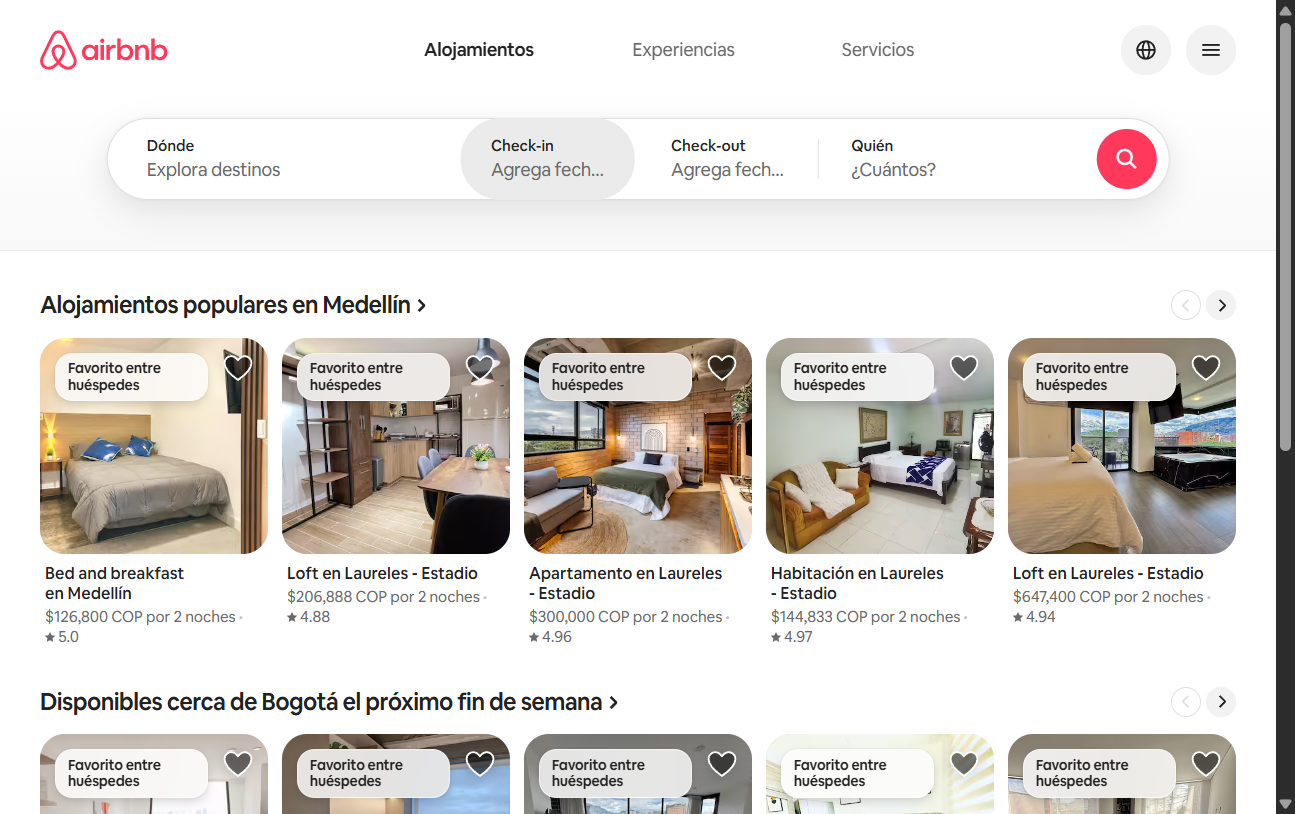 airbnb
Alojamientos
Experiencias
Servicios
Dónde
Explora destinos
Check-in
Agrega fech...
Check-out
Agrega fech...
Quién
¿Cuántos?
Alojamientos populares en Medellín
Favorito entre
huéspedes
Bed and breakfast
en Medellín
$126,800 COP por 2 noches ·
★ 5.0
Favorito entre
huéspedes
Loft en Laureles - Estadio
$206,888 COP por 2 noches ·
★ 4.88
Favorito entre
huéspedes
Apartamento en Laureles
- Estadio
$300,000 COP por 2 noches ·
★ 4.96
Favorito entre
huéspedes
Habitación en Laureles
- Estadio
$144,833 COP por 2 noches ·
★ 4.97
Favorito entre
huéspedes
Loft en Laureles - Estadio
$647,400 COP por 2 noches ·
★ 4.94
Disponibles cerca de Bogotá el próximo fin de semana
Favorito entre
huéspedes
Favorito entre
huéspedes
Favorito entre
huéspedes
Favorito entre
huéspedes
Favorito entre
huéspedes